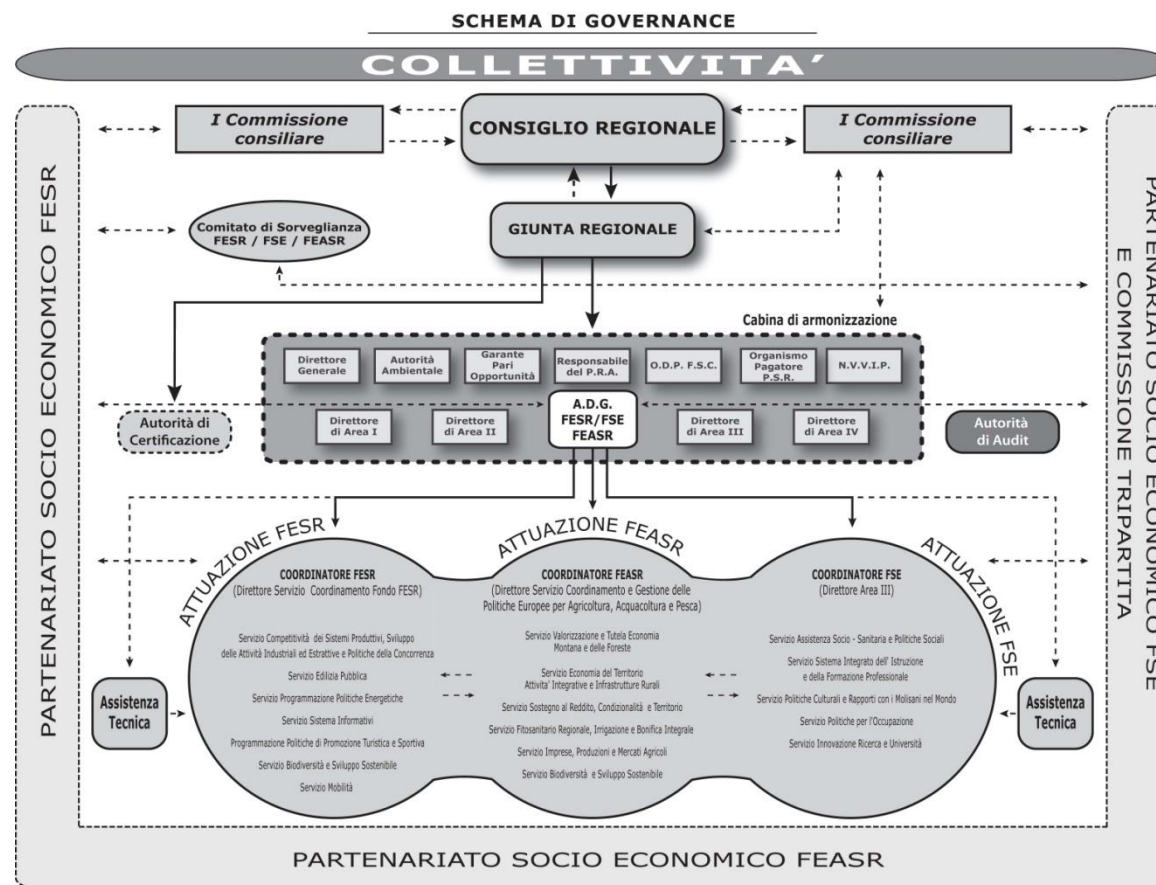 SCHEMA DI GOVERNANCE
COLLETTIVITA’
I Commissione
consiliare
CONSIGLIO REGIONALE
I Commissione
consiliare
Comitato di Sorveglianza
FESR / FSE / FEASR
GIUNTA REGIONALE
Cabina di armonizzazione
Direttore
Generale
Autorità
Ambientale
Garante
Pari
Opportunità
Responsabile
del P.R.A.
O.D.P. F.S.C.
Organismo
Pagatore
P.S.R.
N.V.V.I.P.
Autorità di
Certificazione
Direttore
di Area I
Direttore
di Area II
A.D.G.
FESR/FSE
FEASR
Direttore
di Area III
Direttore
di Area IV
Autorità
di Audit
ATTUAZIONE FESR
ATTUAZIONE FEASR
ATTUAZIONE FSE
COORDINATORE FESR
(Direttore Servizio Coordinamento Fondo FESR)
Servizio Competitività dei Sistemi Produttivi, Sviluppo
delle Attività Industriali ed Estrattive e Politiche della Concorrenza
Servizio Edilizia Pubblica
Servizio Programmazione Politiche Energetiche
Servizio Sistema Informativi
Programmazione Politiche di Promozione Turistica e Sportiva
Servizio Biodiversità e Sviluppo Sostenibile
Servizio Mobilità
COORDINATORE FEASR
(Direttore Servizio Coordinamento e Gestione delle
Politiche Europee per Agricoltura, Acquacoltura e Pesca)
Servizio Valorizzazione e Tutela Economia
Montana e delle Foreste
Servizio Economia del Territorio
Attivita' Integrative e Infrastrutture Rurali
Servizio Sostegno al Reddito, Condizionalità e Territorio
Servizio Fitosanitario Regionale, Irrigazione e Bonifica Integrale
Servizio Imprese, Produzioni e Mercati Agricoli
Servizio Biodiversità e Sviluppo Sostenibile
COORDINATORE FSE
(Direttore Area III)
Servizio Assistenza Socio - Sanitaria e Politiche Sociali
Servizio Sistema Integrato dell' Istruzione
e della Formazione Professionale
Servizio Politiche Culturali e Rapporti con i Molisani nel Mondo
Servizio Politiche per l'Occupazione
Servizio Innovazione Ricerca e Università
Assistenza
Tecnica
Assistenza
Tecnica
PARTENARIATO SOCIO ECONOMICO FESR
PARTENARIATO SOCIO ECONOMICO FSE
E COMMISSIONE TRIPARTITA
PARTENARIATO SOCIO ECONOMICO FEASR